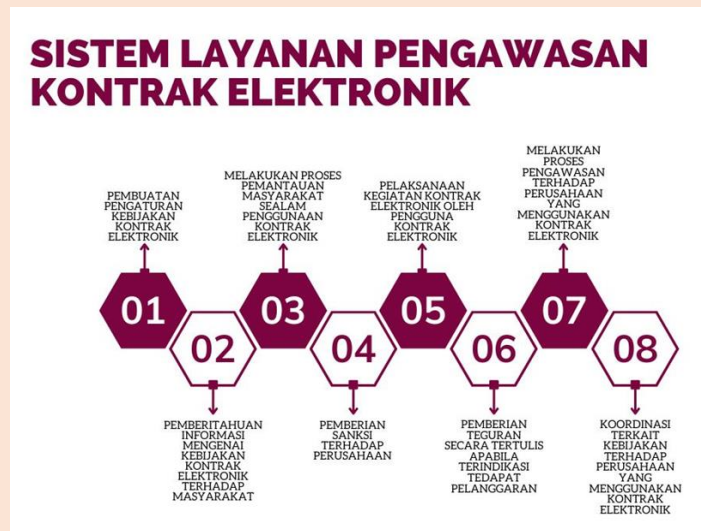 SISTEM LAYANAN PENGAWASAN
KONTRAK ELEKTRONIK
PEMBUATAN
PENGATURAN
KEBIJAKAN
KONTRAK
ELEKTRONIK
01
02
PEMBERITAHUAN
INFORMASI
MENGENAI
KEBIJAKAN
KONTRAK
ELEKTRONIK
TERHADAP
MASYARAKAT
MELAKUKAN PROSES
PEMANTAUAN
MASYARAKAT
SEALAM
PENGGUNAAN
KONTRAK
ELEKTRONIK
03
04
PEMBERIAN
SANKSI
TERHADAP
PERUSAHAAN
PELAKSANAAN
KEGIATAN KONTRAK
ELEKTRONIK OLEH
PENGGUNA
KONTRAK
ELEKTRONIK
05
06
PEMBERIAN
TEGURAN
SECARA TERTULIS
APABILA
TERINDIKASI
TEDAPAT
PELANGGARAN
MELAKUKAN
PROSES
PENGAWASAN
TERHADAP
PERUSAHAAN
YANG
MENGGUNAKAN
KONTRAK
ELEKTRONIK
07
08
KOORDINASI
TERKAIT
KEBIJAKAN
TERHADAP
PERUSAHAAN
YANG
MENGGUNAKAN
KONTRAK
ELEKTRONIK